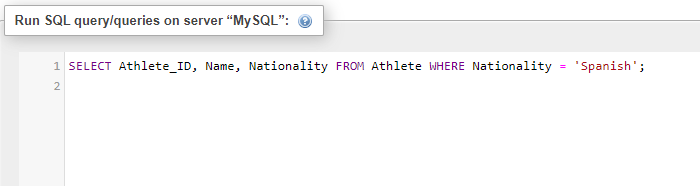 Run SQL query/queries on server “MySQL”:
1 SELECT Athlete_ID, Name, Nationality FROM Athlete WHERE Nationality = 'Spanish';
2